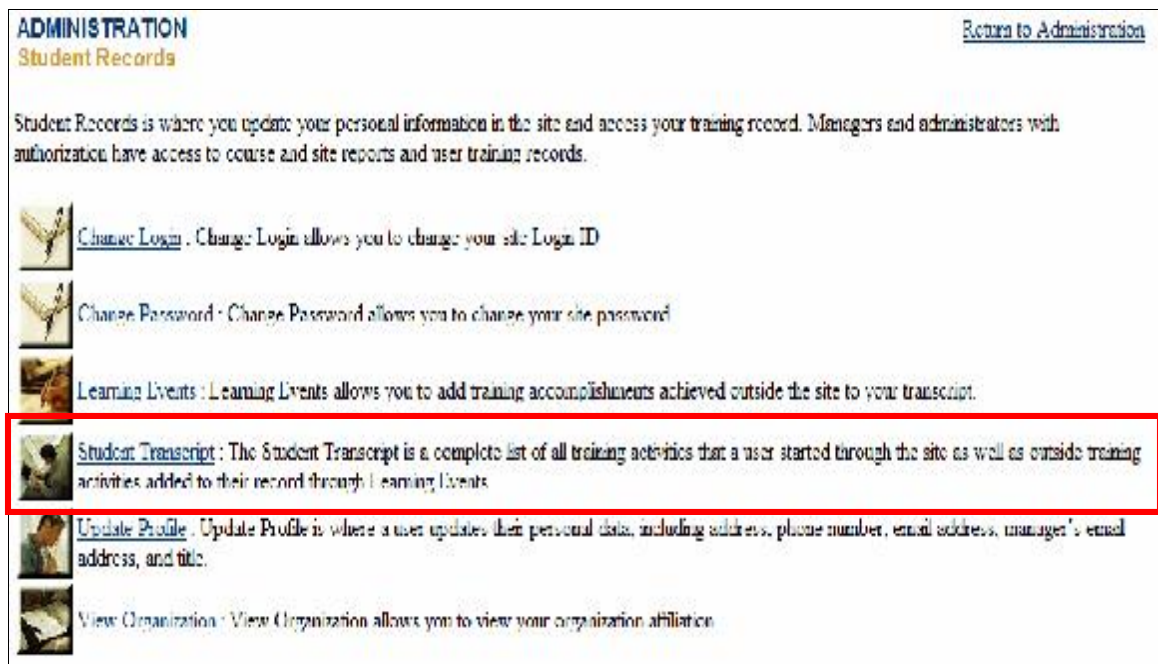 ADMINISTRATION
Return to Administration
Student Records
Student Records is where you update your personal information in the site and access your training record. Managers and administrators with
authorization have access to course and site reports and user training records.
Change Login : Change Login allows you to change your site Login ID
Change Password : Change Password allows you to change your site password
Learning Events : Learning Events allows you to add training accomplishments achieved outside the site to your transcript.
Student Transcript : The Student Transcript is a complete list of all training activities that a user started through the site as well as outside training
activities added to their record through Learning Events
Update Profile : Update Profile is where a user updates their personal data, including address, phone number, email address, manager's email
address, and title.
View Organization : View Organization allows you to view your organization affiliation